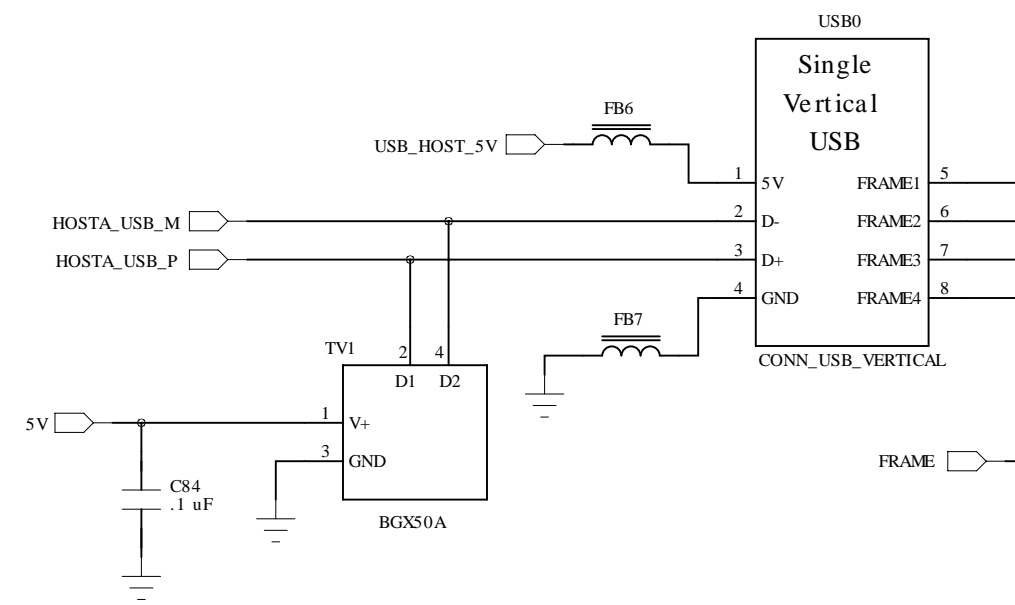 USB0
Single
Vertical
USB
FB6
USB_HOST_5V
1
5V
FRAME1
5
HOSTA_USB_M
2
D-
FRAME2
6
HOSTA_USB_P
3
D+
FRAME3
7
4
GND
FRAME4
8
FB7
TV1
2
4
CONN_USB_VERTICAL
D1
D2
5V
1
V+
3
GND
FRAME
C84
.1 uF
BGX50A